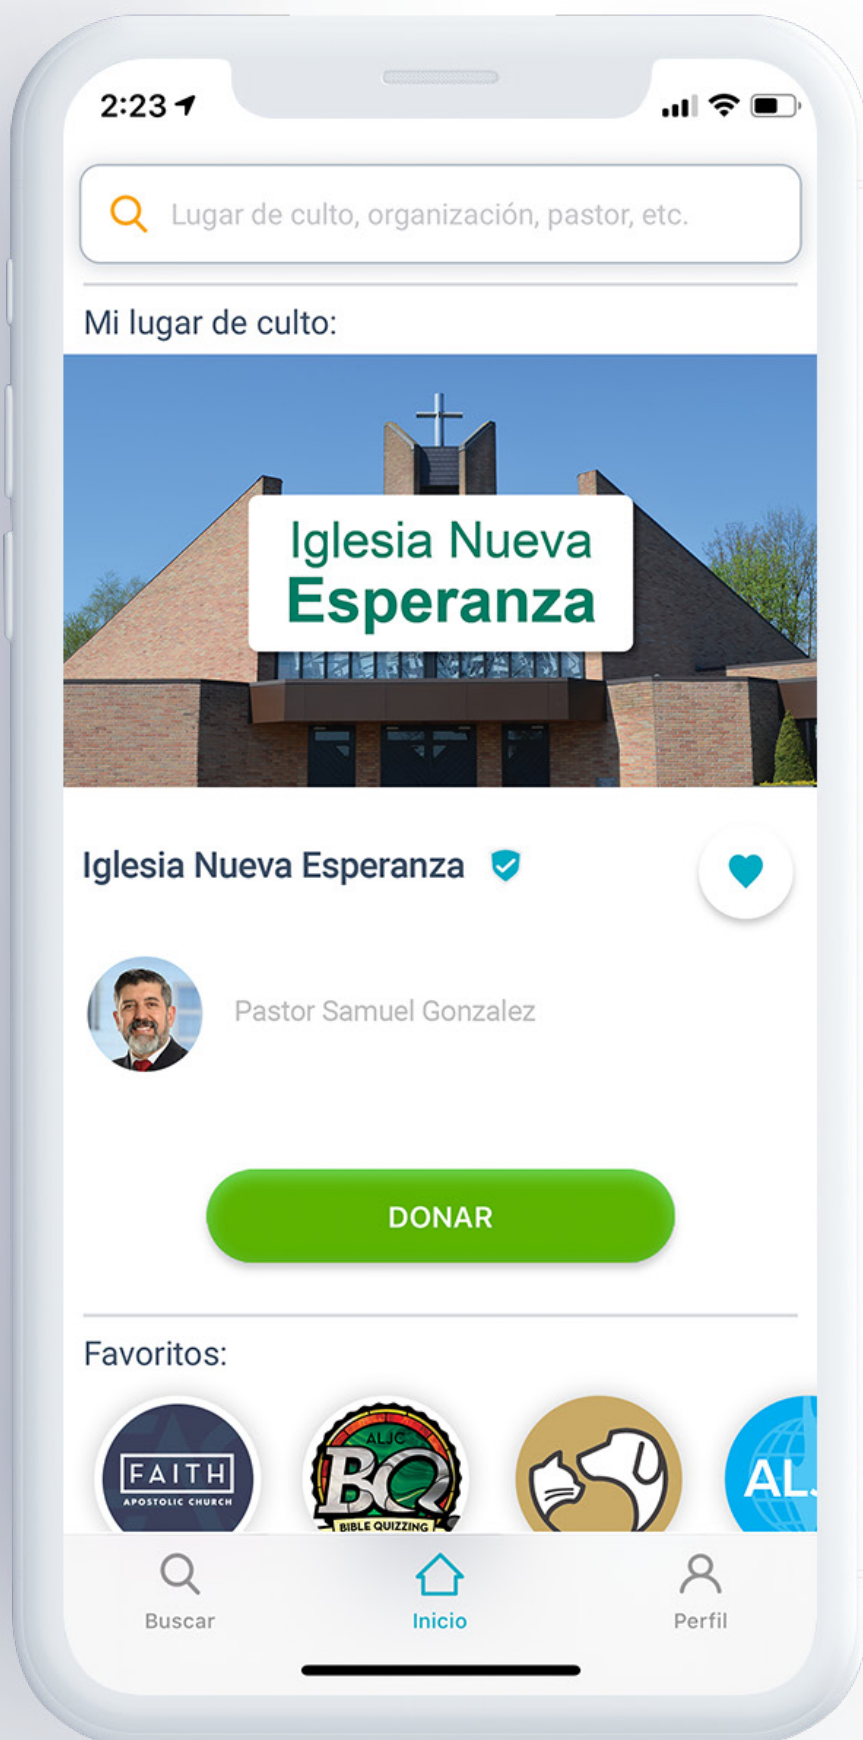 2:23
Lugar de culto, organización, pastor, etc.
Mi lugar de culto:
Iglesia Nueva
Esperanza
Iglesia Nueva Esperanza
Pastor Samuel Gonzalez
DONAR
Favoritos:
FAITH
APOSTOLIC CHURCH
ALJC
BQ
BIBLE QUIZZING
Buscar
Inicio
Perfil